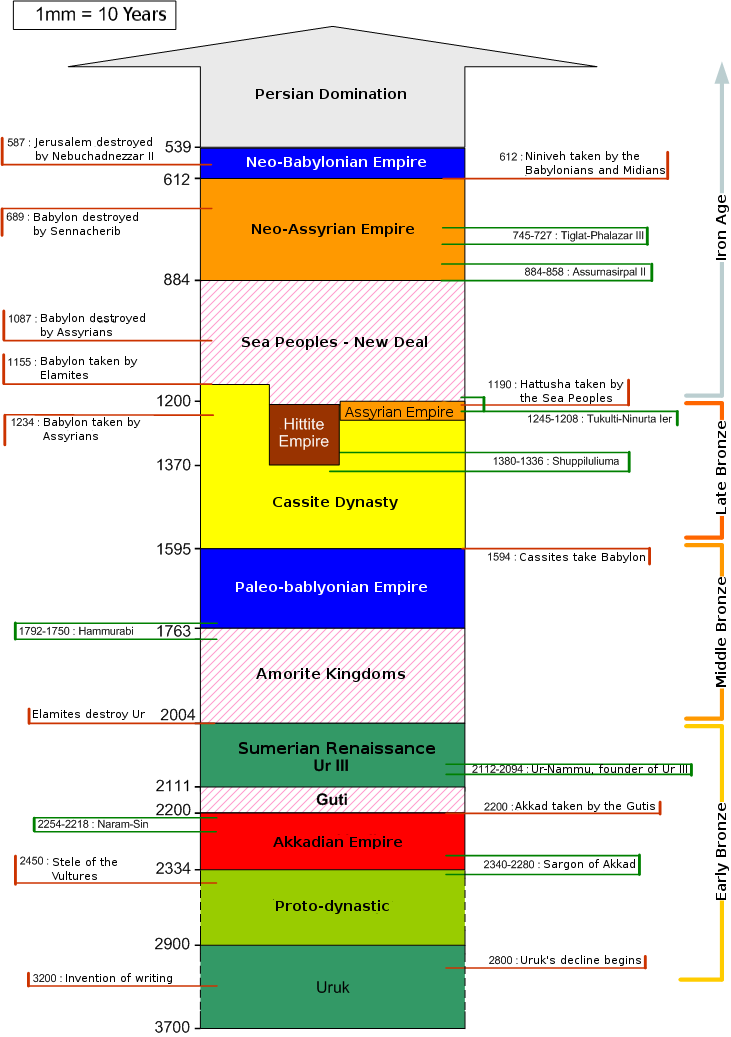 1mm = 10 Years
Persian Domination
539
587 : Jerusalem destroyed
by Nebuchadnezzar II
Neo-Babylonian Empire
612 : Niniveh taken by the
Babylonians and Midians
612
689 : Babylon destroyed
by Sennacherib
Neo-Assyrian Empire
745-727 : Tiglat-Phalazar III
884-858 : Assurnasirpal II
884
Iron Age
1087 : Babylon destroyed
by Assyrians
Sea Peoples - New Deal
1155 : Babylon taken by
Elamites
1190 : Hattusha taken by
the Sea Peoples
1200
Assyrian Empire
1234 : Babylon taken by
Assyrians
1245-1208 : Tukulti-Ninurta Ier
Hittite
Empire
1370
1380-1336 : Shuppiluliuma
Late Bronze
Cassite Dynasty
1595
1594 : Cassites take Babylon
Paleo-bablyonian Empire
1792-1750 : Hammurabi
1763
Middle Bronze
Amorite Kingdoms
Elamites destroy Ur
2004
Sumerian Renaissance
Ur III
2112-2094 : Ur-Nammu, founder of Ur III
2111
Guti
2200
2200 : Akkad taken by the Gutis
2254-2218 : Naram-Sin
Akkadian Empire
2340-2280 : Sargon of Akkad
2334
2450 : Stele of the
Vultures
Early Bronze
Proto-dynastic
2900
2800 : Uruk's decline begins
3200 : Invention of writing
Uruk
3700